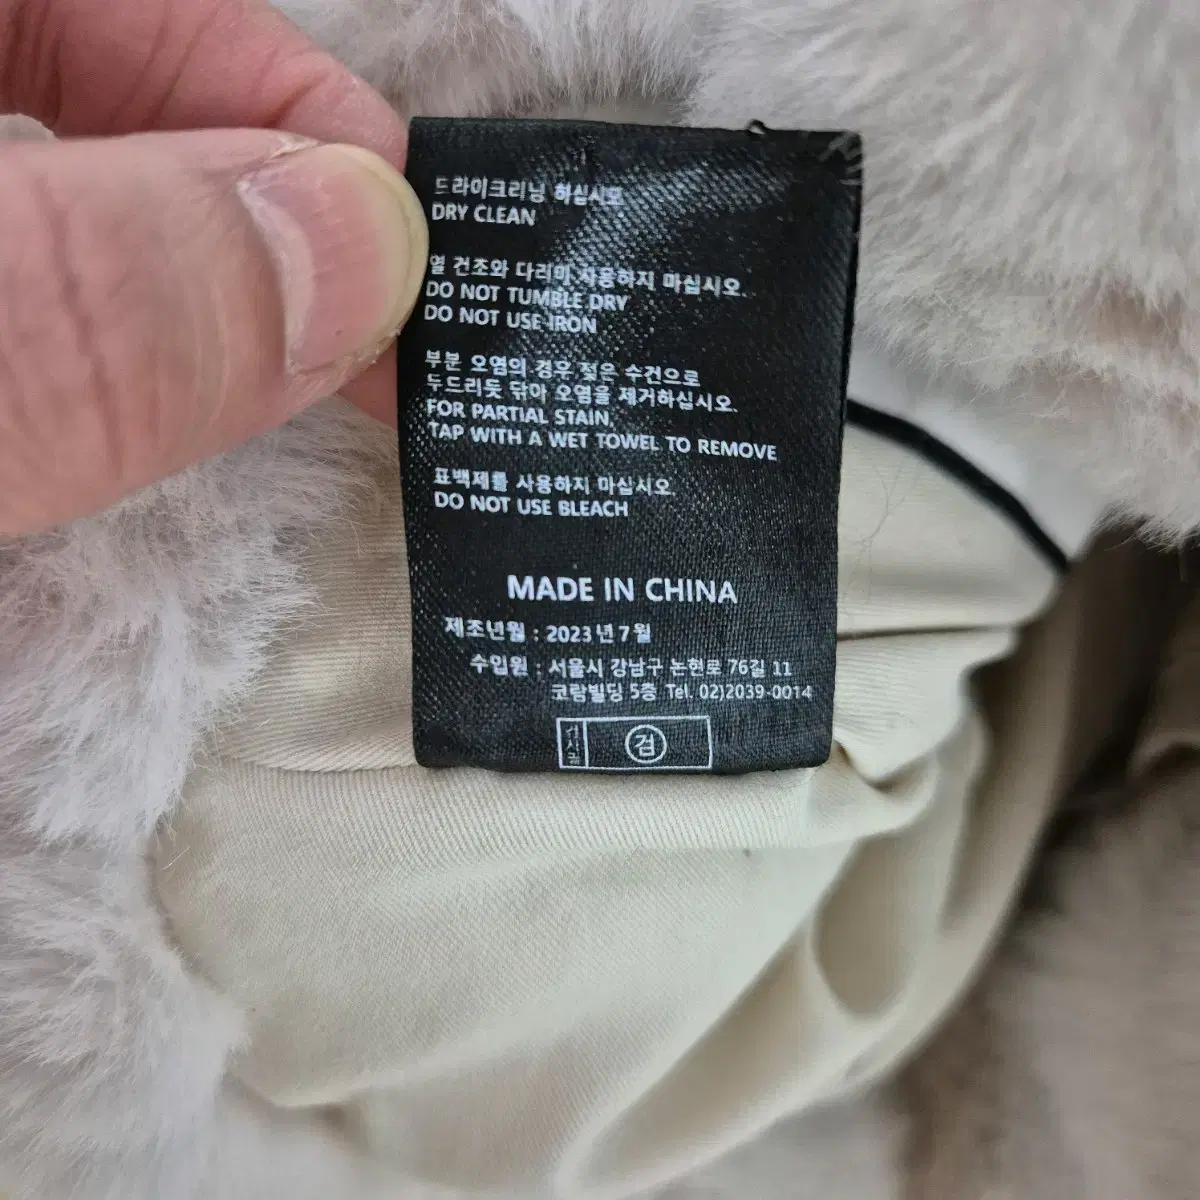 드라이크리닝 하십시오
DRY CLEAN
열 건조와 다리미 사용하지 마십시오.
DO NOT TUMBLE DRY
DO NOT USE IRON
부분 오염의 경우 젖은 수건으로
두드리듯 닦아 오염을 제거하십시오.
FOR PARTIAL STAIN,
TAP WITH A WET TOWEL TO REMOVE
표백제를 사용하지 마십시오.
DO NOT USE BLEACH
MADE IN CHINA
제조년월 : 2023년 7월
수입원 : 서울시 강남구 논현로 76길 11
코람빌딩 5층 Tel. 02)2039-0014
검